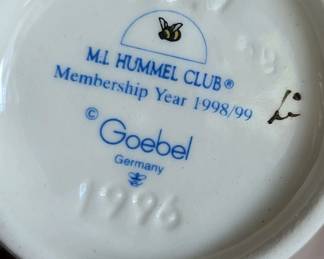 M.I. HUMMEL CLUB®
Membership Year 1998/99
© Goebel
Germany
1996